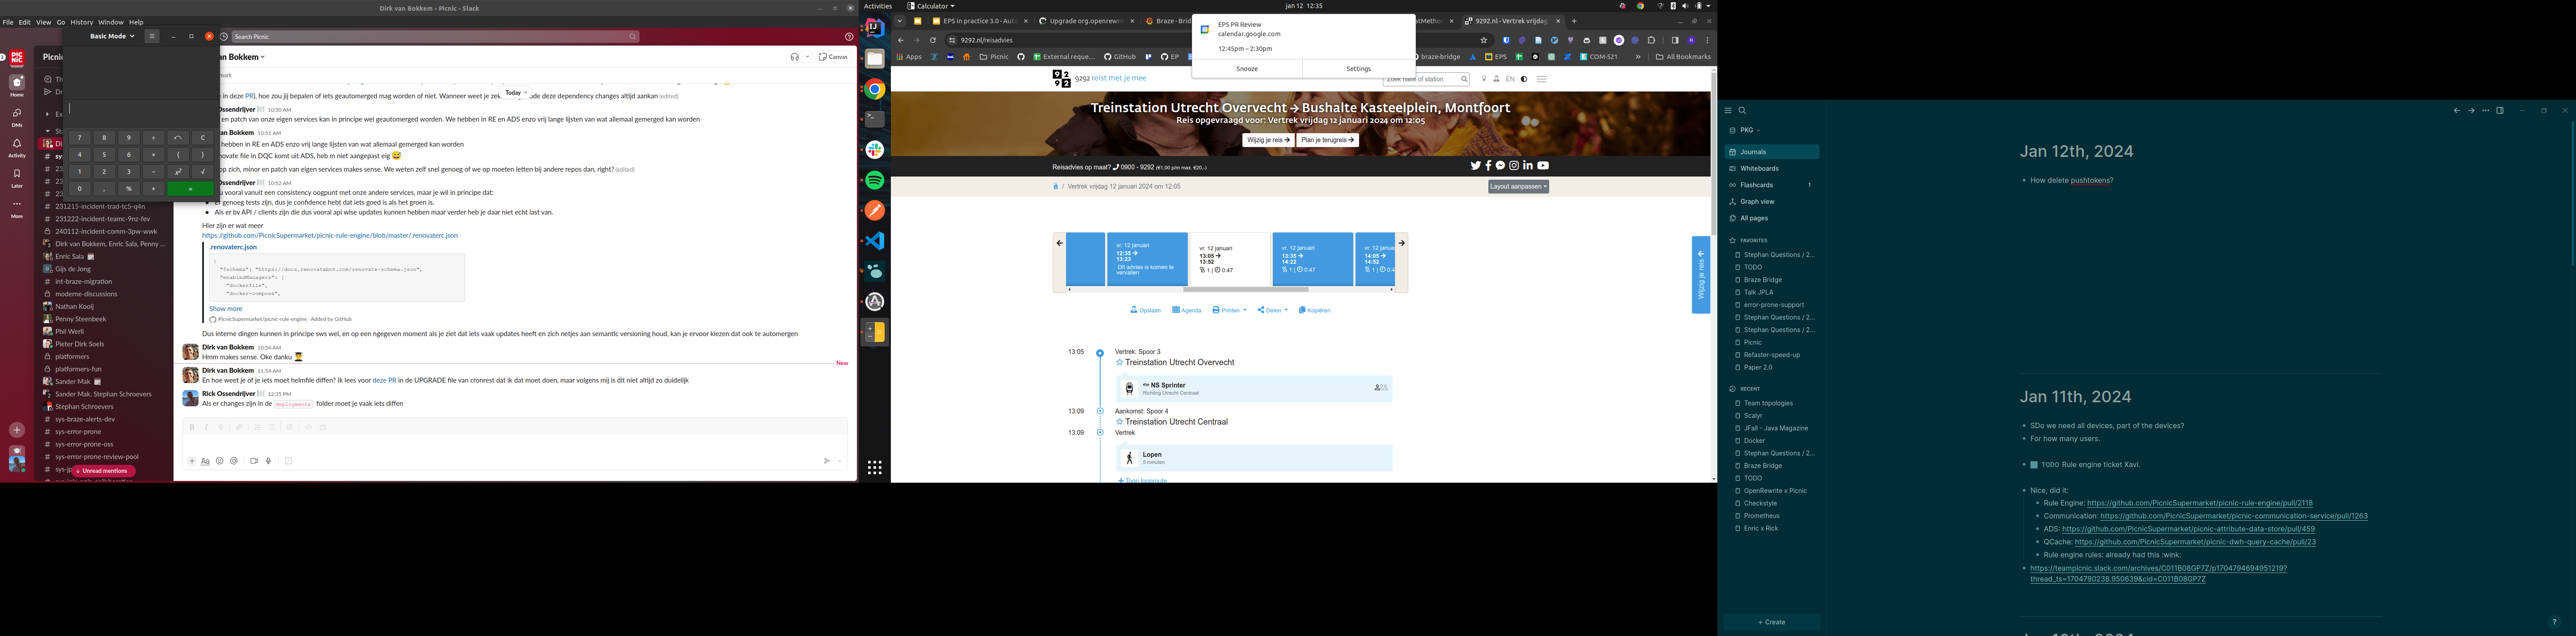 Dirk van Bokkem - Picnic - Slack
File Edit View Go History Window Help
Basic Mode
Search Picnic
Picnic
Home
DMs
Activity
Later
More
7 8 9 ÷ C
4 5 6 × ( )
1 2 3 − x² √
0 , % + =
231215-incident-trad-tc5-q4n
231222-incident-teamc-9nz-fev
240112-incident-comm-3pw-wwk
Dirk van Bokkem, Enric Sala, Penny ...
Enric Sala
Gijs de Jong
int-braze-migration
moderne-discussions
Nathan Kooij
Penny Steenbeek
Phil Werli
Pieter Dirk Soels
platformers
platformers-fun
Sander Mak
Sander Mak, Stephan Schroevers
Stephan Schroevers
sys-braze-alerts-dev
sys-error-prone
sys-error-prone-oss
sys-error-prone-review-pool
Unread mentions
an Bokkem
Canvas
Today
in deze PR), hoe zou jij bepalen of iets geautomerged mag worden of niet. Wanneer weet je zek
de deze dependency changes altijd aankan (edited)
Ossendrijver 10:50 AM
en patch van onze eigen services kan in principe wel geautomerged worden. We hebben in RE en ADS enzo vrij lange lijsten van wat allemaal gemerged kan worden
an Bokkem 10:51 AM
hebben in RE en ADS enzo vrij lange lijsten van wat allemaal gemerged kan worden
novate file in DQC komt uit ADS, heb m niet aangepast eig
op zich, minor en patch van eigen services makes sense. We weten zelf snel genoeg of we op moeten letten bij andere repos dan, right? (edited)
Ossendrijver 10:52 AM
u vooral vanuit een consistency oogpunt met onze andere services, maar je wil in principe dat:
Er genoeg tests zijn, dus je confidence hebt dat iets goed is als het groen is.
Als er bv API / clients zijn die dus vooral api wise updates kunnen hebben maar verder heb je daar niet echt last van.
Hier zijn er wat meer
https://github.com/PicnicSupermarket/picnic-rule-engine/blob/master/.renovaterc.json
.renovaterc.json
{
"$schema": "https://docs.renovatebot.com/renovate-schema.json",
"enabledManagers": [
"dockerfile",
"docker-compose",
Show more
PicnicSupermarket/picnic-rule-engine Added by GitHub
Dus interne dingen kunnen in principe sws wel, en op een ngegeven moment als je ziet dat iets vaak updates heeft en zich netjes aan semantic versioning houd, kan je ervoor kiezen dat ook te automergen
Dirk van Bokkem 10:54 AM
Hmm makes sense. Oke danku
New
Dirk van Bokkem 11:54 AM
En hoe weet je of je iets moet helmfile diffen? Ik lees voor deze PR in de UPGRADE file van cronrest dat ik dat moet doen, maar volgens mij is dit niet altijd zo duidelijk
Rick Ossendrijver 12:35 PM
Als er changes zijn in de deployments folder moet je vaak iets diffen
Activities Calculator
jan 12 12:35
EPS in practice 3.0 - Aut
Upgrade org.openrew
Braze - Brid
9292.nl - Vertrek vrijdag
9292.nl/reisadvies
Apps Picnic External reque... GitHub EP
braze-bridge EPS COM-521 All Bookmarks
EPS PR Review
calendar.google.com
12:45pm – 2:30pm
Snooze Settings
9292 reist met je mee
Zoek halte of station
EN
Treinstation Utrecht Overvecht → Bushalte Kasteelplein, Montfoort
Reis opgevraagd voor: Vertrek vrijdag 12 januari 2024 om 12:05
Wijzig je reis → Plan je terugreis →
Reisadvies op maat? 0900 - 9292 (€1,00 p/m max. €20,-)
/ Vertrek vrijdag 12 januari 2024 om 12:05
Layout aanpassen
vr. 12 januari
12:35 →
13:23
Dit advies is komen te vervallen
vr. 12 januari
13:05 →
13:52
1 | 0:47
vr. 12 januari
13:35 →
14:22
1 | 0:47
vr. 12 janua
14:05 →
14:52
1 | 0:4
Wijzig je reis
Opslaan Agenda Printen Delen Kopiëren
13:05 Vertrek: Spoor 3
Treinstation Utrecht Overvecht
NS Sprinter
Richting Utrecht Centraal
13:09 Aankomst: Spoor 4
Treinstation Utrecht Centraal
13:09 Vertrek
Lopen
5 minuten
+ Toon looproute
PKG
Journals
Whiteboards
Flashcards 1
Graph view
All pages
FAVORITES
Stephan Questions / 2...
TODO
Braze Bridge
Talk JPLA
error-prone-support
Stephan Questions / 2...
Stephan Questions / 2...
Picnic
Refaster-speed-up
Paper 2.0
RECENT
Team topologies
Scalyr
JFall - Java Magazine
Docker
Stephan Questions / 2...
Braze Bridge
TODO
OpenRewrite x Picnic
Checkstyle
Prometheus
Enric x Rick
+ Create
Jan 12th, 2024
How delete pushtokens?
Jan 11th, 2024
SDo we need all devices, part of the devices?
For how many users.
TODO Rule engine ticket Xavi.
Nice, did it:
Rule Engine: https://github.com/PicnicSupermarket/picnic-rule-engine/pull/2118
Communication: https://github.com/PicnicSupermarket/picnic-communication-service/pull/1263
ADS: https://github.com/PicnicSupermarket/picnic-attribute-data-store/pull/459
QCache: https://github.com/PicnicSupermarket/picnic-dwh-query-cache/pull/23
Rule engine rules: already had this :wink:
https://teampicnic.slack.com/archives/C011B08GP7Z/p1704794694951219?
thread_ts=1704790238.950639&cid=C011B08GP7Z
?